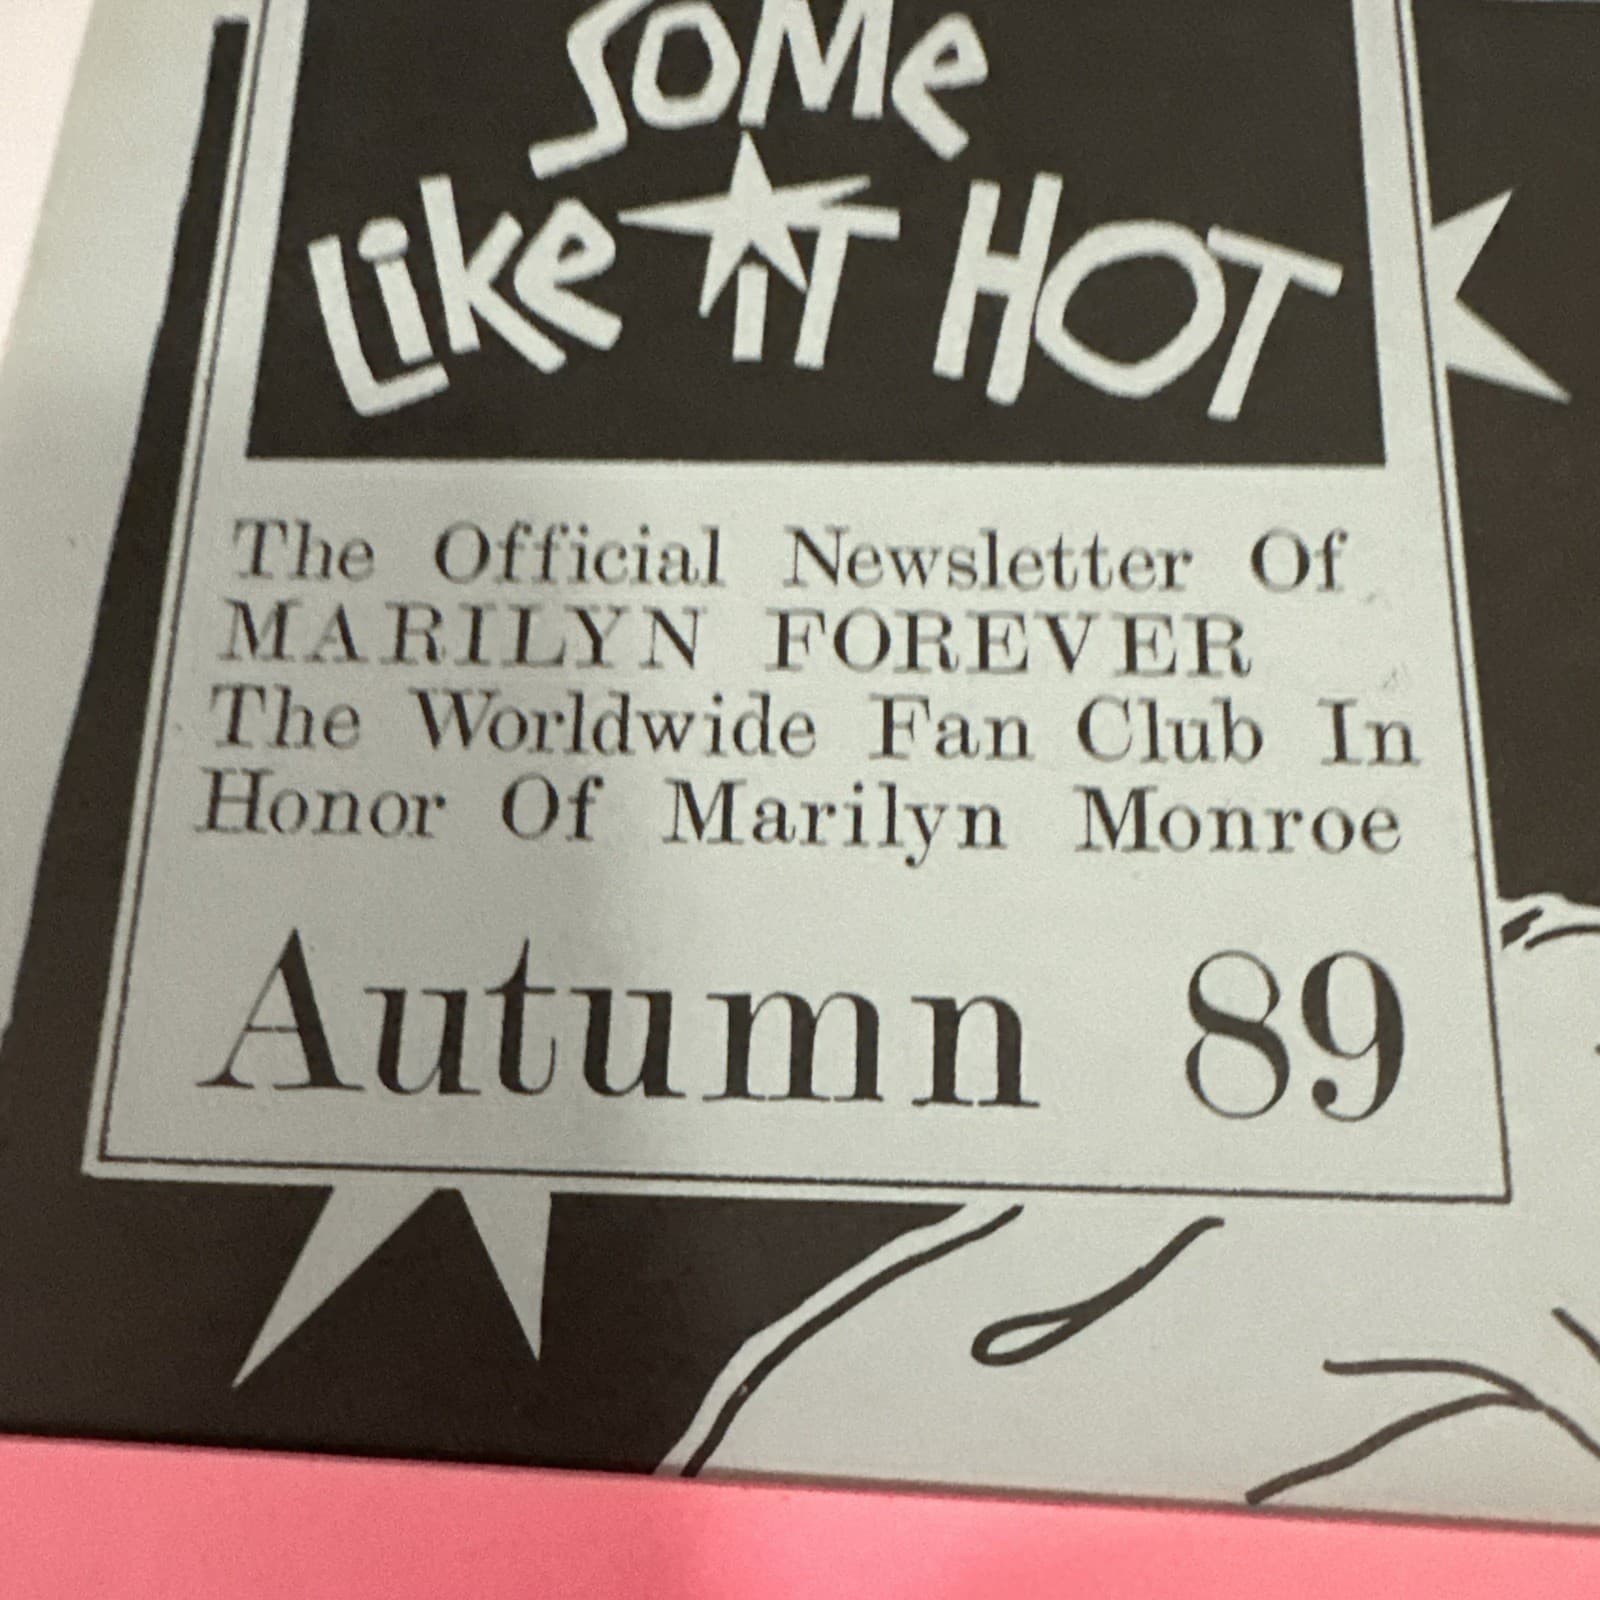 SOMe
Like iT HOT
The Official Newsletter Of
MARILYN FOREVER
The Worldwide Fan Club In
Honor Of Marilyn Monroe
Autumn 89